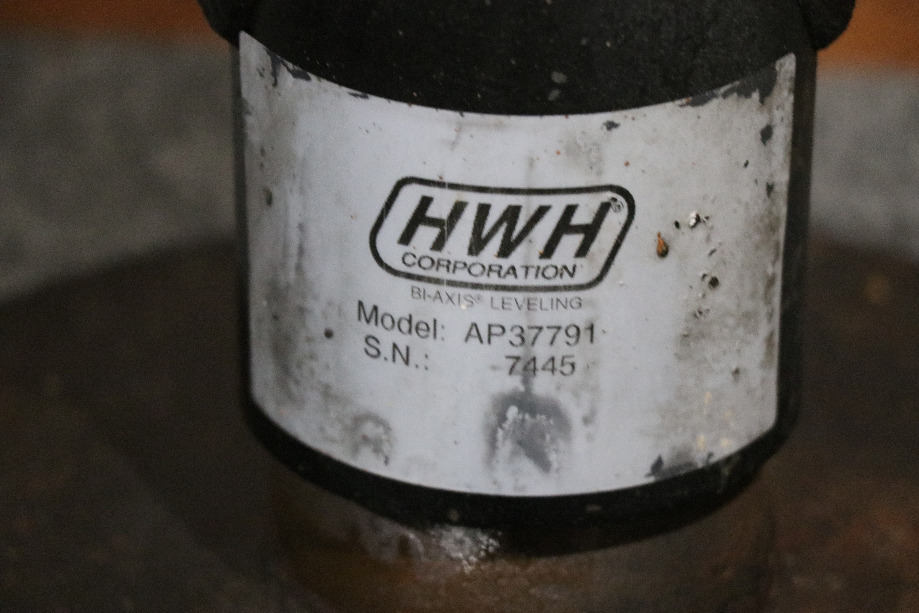 HWH®
CORPORATION
BI-AXIS® LEVELING
Model: AP37791
S.N.: 7445